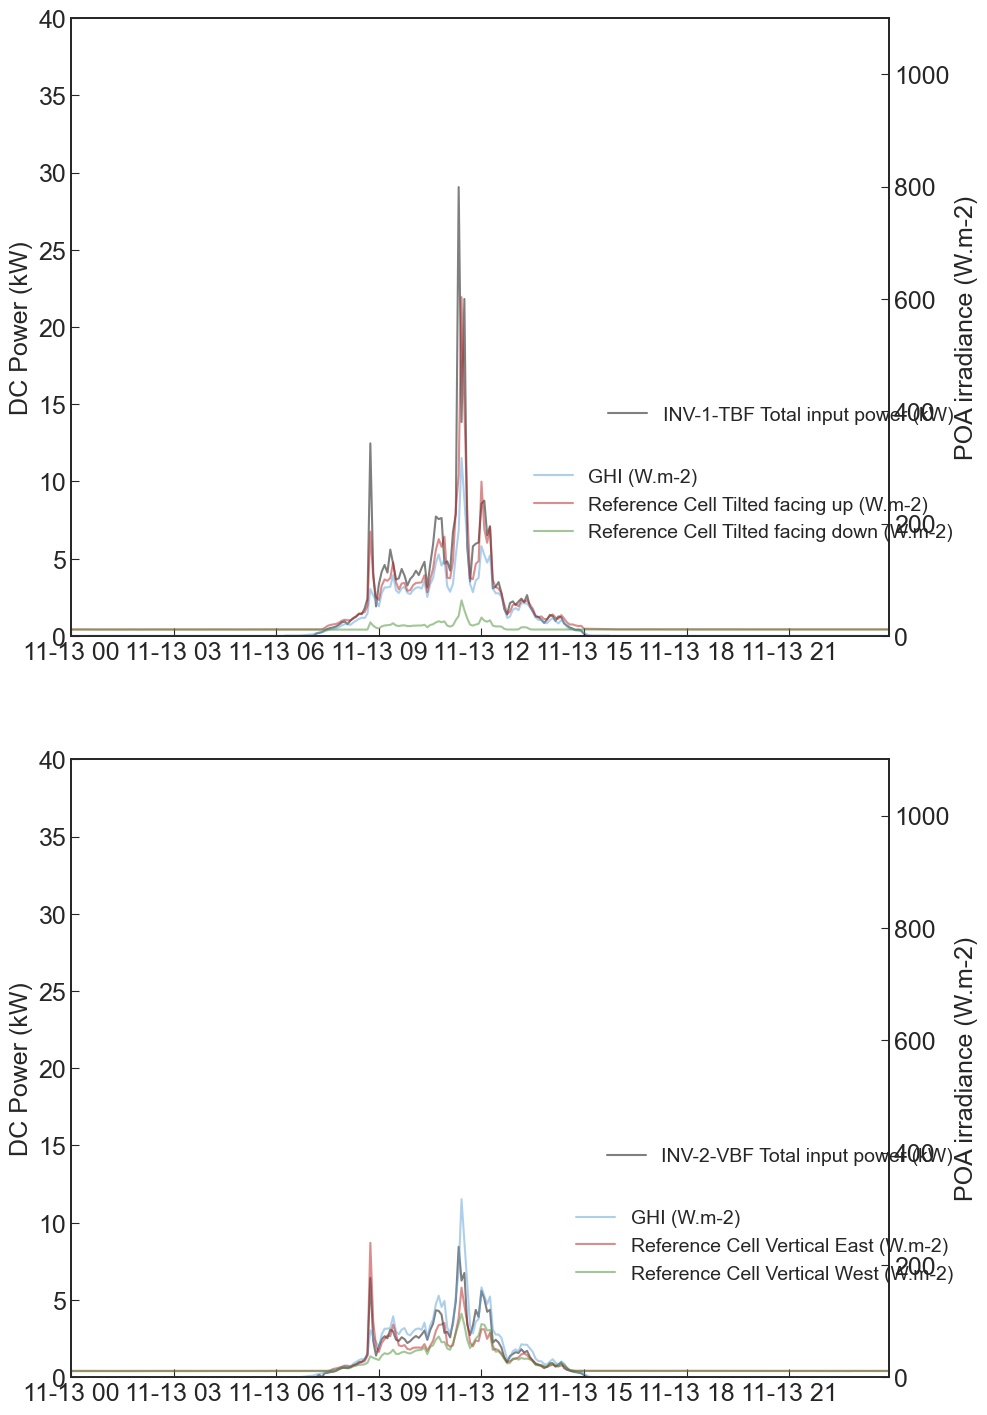 40
35
30
25
20
15
10
5
0
DC Power (kW)
1000
800
600
400
200
0
POA irradiance (W.m-2)
INV-1-TBF Total input power (kW)
GHI (W.m-2)
Reference Cell Tilted facing up (W.m-2)
Reference Cell Tilted facing down (W.m-2)
11-13 00 11-13 03 11-13 06 11-13 09 11-13 12 11-13 15 11-13 18 11-13 21
40
35
30
25
20
15
10
5
0
DC Power (kW)
1000
800
600
400
200
0
POA irradiance (W.m-2)
INV-2-VBF Total input power (kW)
GHI (W.m-2)
Reference Cell Vertical East (W.m-2)
Reference Cell Vertical West (W.m-2)
11-13 00 11-13 03 11-13 06 11-13 09 11-13 12 11-13 15 11-13 18 11-13 21